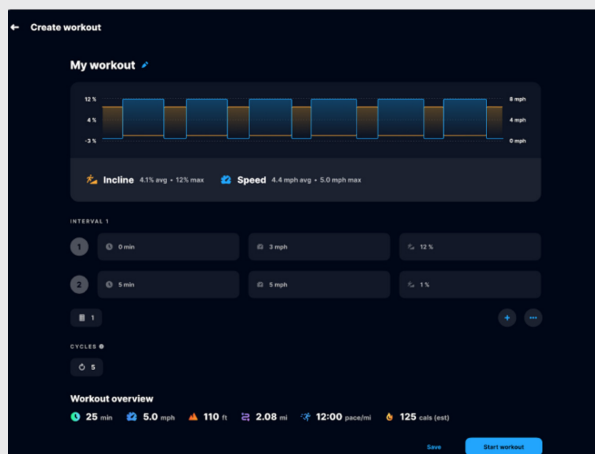 Create workout
My workout
12 %
8 mph
4 %
4 mph
-3 %
0 mph
Incline 4.1% avg • 12% max Speed 4.4 mph avg • 5.0 mph max
INTERVAL 1
1 0 min 3 mph 12 %
2 5 min 5 mph 1 %
1
CYCLES
5
Workout overview
25 min 5.0 mph 110 ft 2.08 mi 12:00 pace/mi 125 cals (est)
Save Start workout